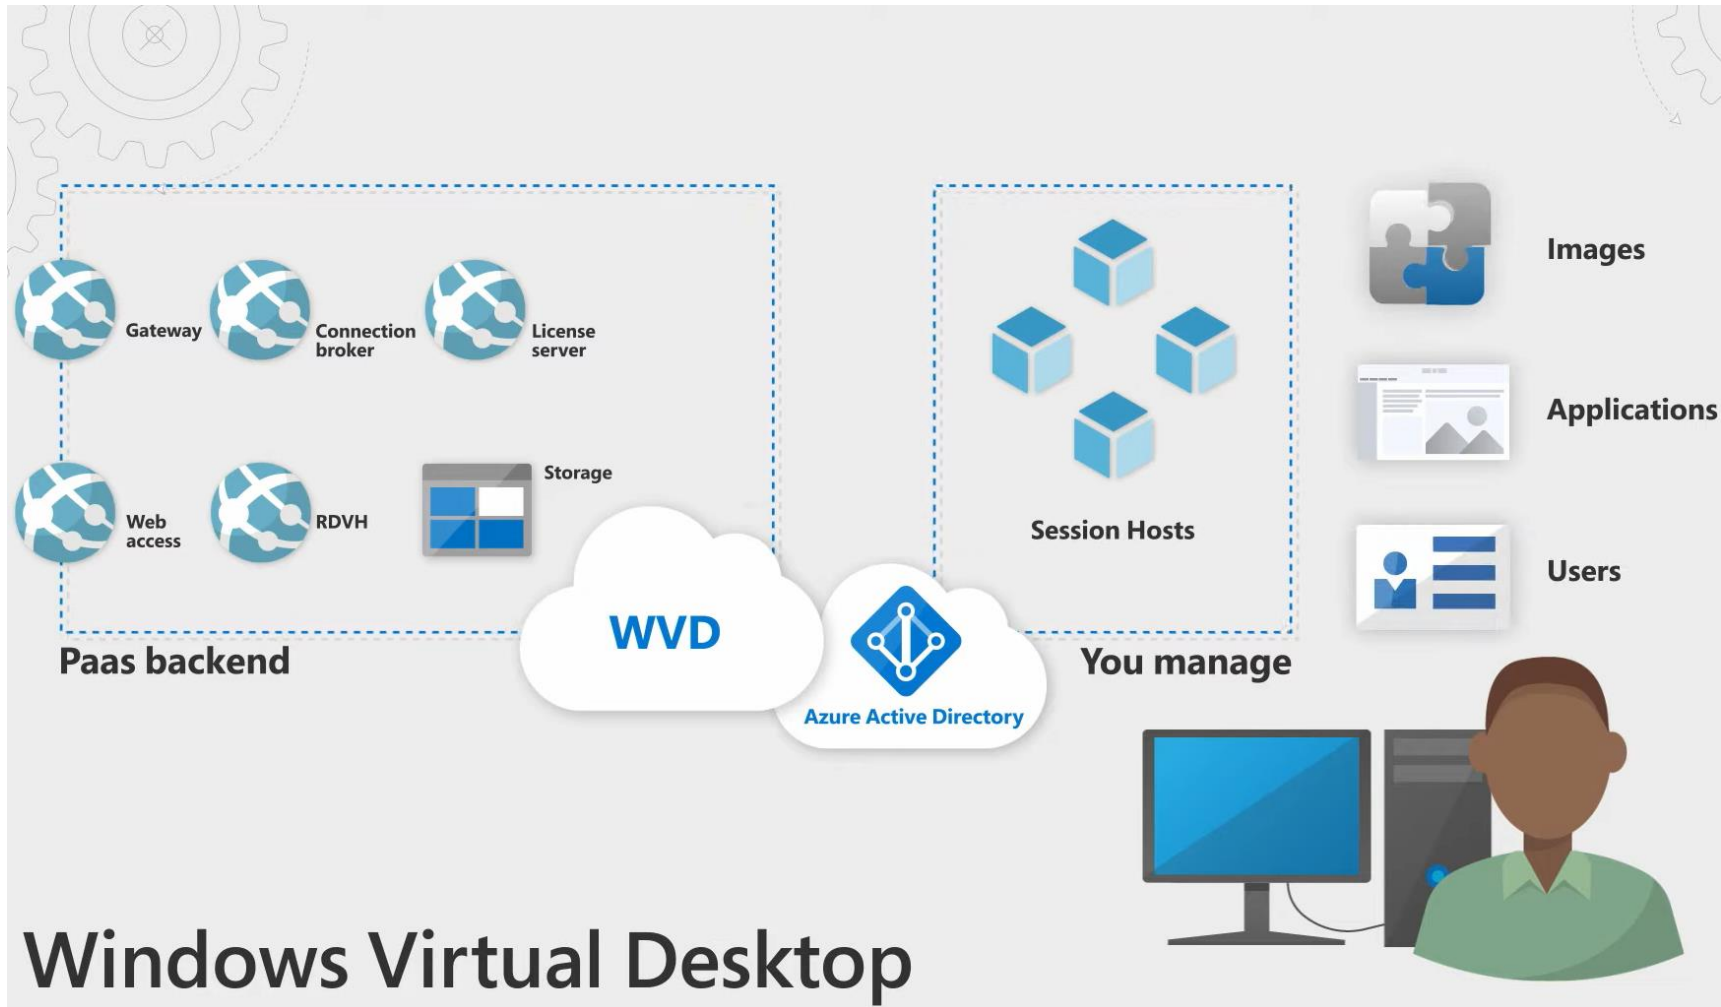 Gateway
Connection
broker
License
server
Web
access
RDVH
Storage
Paas backend
WVD
Azure Active Directory
Session Hosts
You manage
Images
Applications
Users
Windows Virtual Desktop